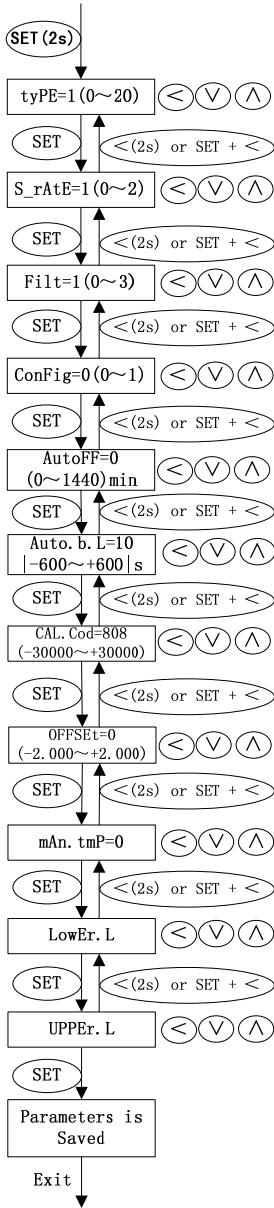 SET(2s)
tyPE=1(0～20) < ∨ ∧
SET <(2s) or SET + <
S_rAtE=1(0～2) < ∨ ∧
SET <(2s) or SET + <
Filt=1(0～3) < ∨ ∧
SET <(2s) or SET + <
ConFig=0(0～1) < ∨ ∧
SET <(2s) or SET + <
AutoFF=0
(0～1440)min < ∨ ∧
SET <(2s) or SET + <
Auto.b.L=10
|-600～+600|s < ∨ ∧
SET <(2s) or SET + <
CAL.Cod=808
(-30000～+30000) < ∨ ∧
SET <(2s) or SET + <
OFFSEt=0
(-2.000～+2.000) < ∨ ∧
SET <(2s) or SET + <
mAn.tmP=0 < ∨ ∧
SET <(2s) or SET + <
LowEr.L < ∨ ∧
SET <(2s) or SET + <
UPPEr.L < ∨ ∧
SET
Parameters is
Saved
Exit